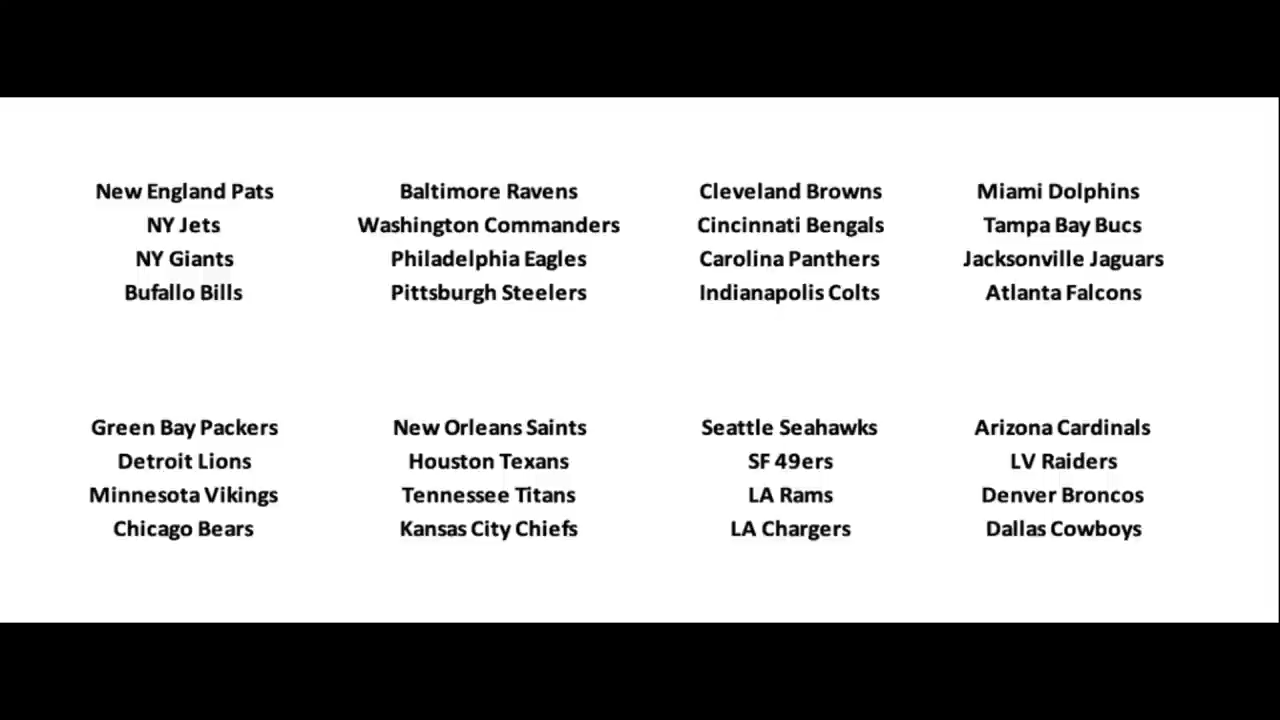 New England Pats
NY Jets
NY Giants
Bufallo Bills
Baltimore Ravens
Washington Commanders
Philadelphia Eagles
Pittsburgh Steelers
Cleveland Browns
Cincinnati Bengals
Carolina Panthers
Indianapolis Colts
Miami Dolphins
Tampa Bay Bucs
Jacksonville Jaguars
Atlanta Falcons
Green Bay Packers
Detroit Lions
Minnesota Vikings
Chicago Bears
New Orleans Saints
Houston Texans
Tennessee Titans
Kansas City Chiefs
Seattle Seahawks
SF 49ers
LA Rams
LA Chargers
Arizona Cardinals
LV Raiders
Denver Broncos
Dallas Cowboys